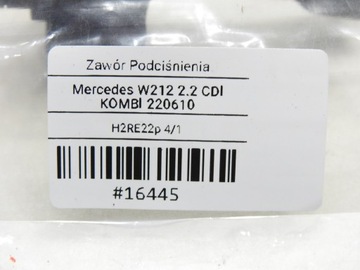 Zawór Podciśnienia
Mercedes W212 2.2 CDI
KOMBI 220610
H2RE22p 4/1
#16445